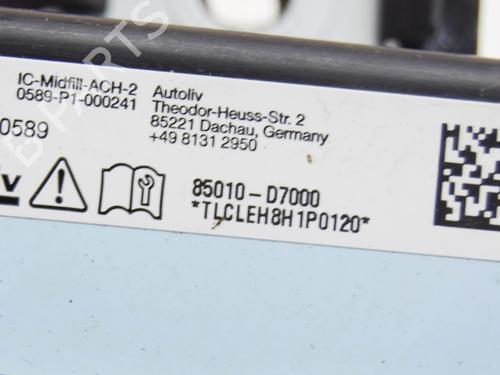 IC-Midfill-ACH-2
0589-P1-000241
0589
Autoliv
Theodor-Heuss-Str. 2
85221 Dachau, Germany
+49 8131 2950
85010-D7000
*TLCLEH8H1P0120*
B PARTS